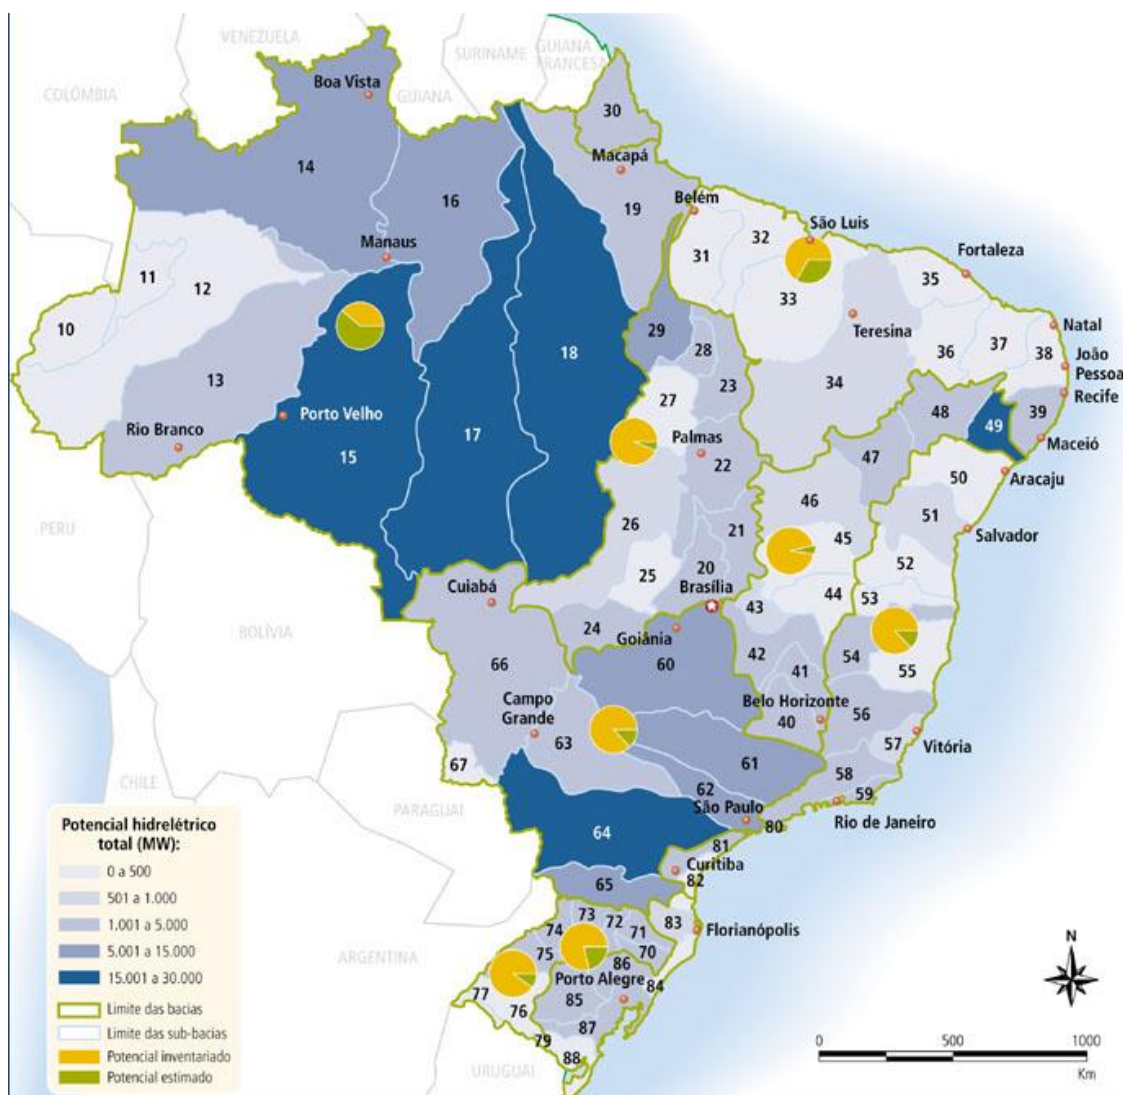 VENEZUELA
SURINAME
GUIANA
FRANCESA
COLÔMBIA
Boa Vista
GUIANA
30
Macapá
14
16
19
Belém
São Luis
32
31
Fortaleza
Manaus
11
12
35
33
10
Teresina
Natal
29
28
18
36
37
38
João
Pessoa
13
23
34
Recife
27
Porto Velho
48
39
49
Rio Branco
17
Palmas
Maceió
15
22
47
Aracaju
50
46
26
21
51
PERU
45
Salvador
52
25
20
Cuiabá
Brasília
44
53
43
BOLÍVIA
24
Goiânia
66
60
42
54
55
41
Campo
Grande
Belo Horizonte
40
56
63
57
Vitória
67
61
58
CHILE
62
59
PARAGUAI
São Paulo
80
Rio de Janeiro
64
81
Curitiba
82
65
73
72
83
71
Florianópolis
74
70
75
ARGENTINA
86
Porto Alegre
84
77
85
76
87
79
88
URUGUAI
Potencial hidrelétrico
total (MW):
0 a 500
501 a 1.000
1.001 a 5.000
5.001 a 15.000
15.001 a 30.000
Limite das bacias
Limite das sub-bacias
Potencial inventariado
Potencial estimado
N
0
500
1000
Km